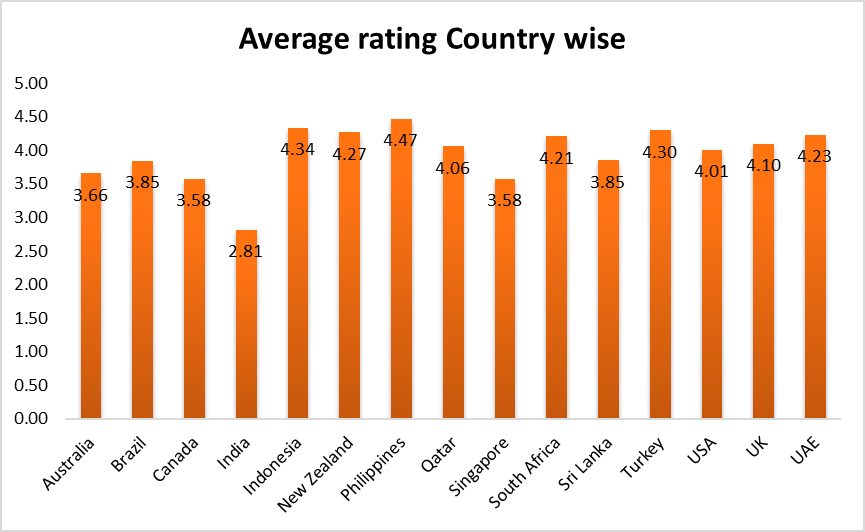 Average rating Country wise
5.00
4.50
4.00
3.50
3.00
2.50
2.00
1.50
1.00
0.50
0.00
3.66
3.85
3.58
2.81
4.34
4.27
4.47
4.06
3.58
4.21
3.85
4.30
4.01
4.10
4.23
Australia
Brazil
Canada
India
Indonesia
New Zealand
Philippines
Qatar
Singapore
South Africa
Sri Lanka
Turkey
USA
UK
UAE